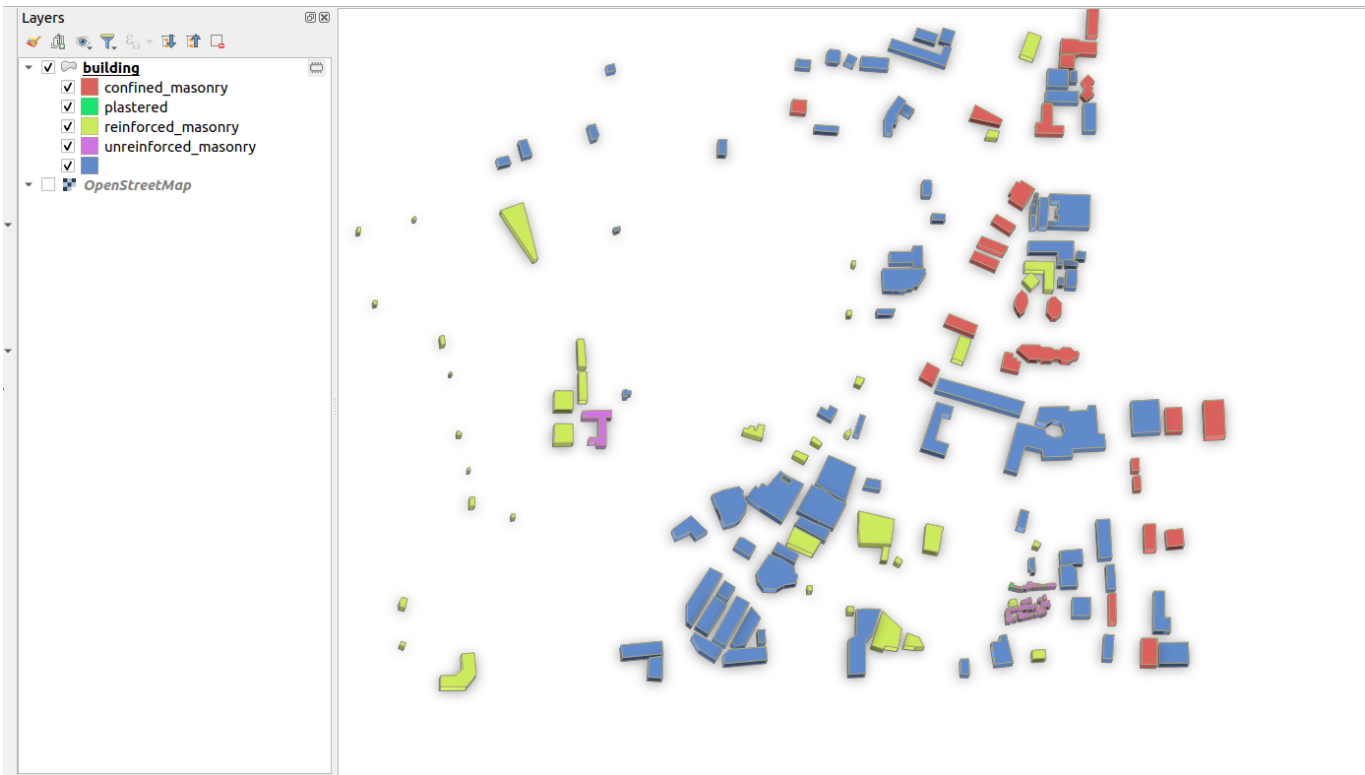 Layers
building
confined_masonry
plastered
reinforced_masonry
unreinforced_masonry
OpenStreetMap